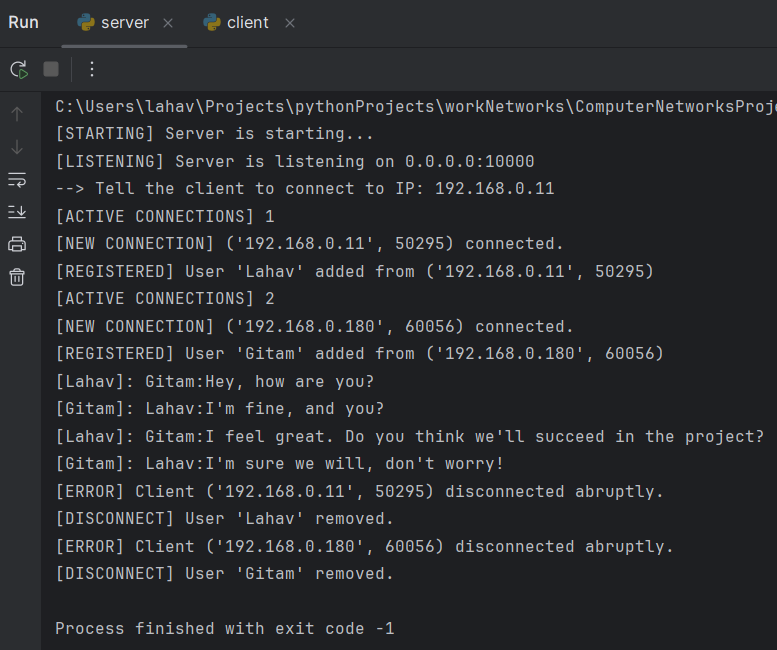 Run server client
C:\Users\lahav\Projects\pythonProjects\workNetworks\ComputerNetworksProj
[STARTING] Server is starting...
[LISTENING] Server is listening on 0.0.0.0:10000
--> Tell the client to connect to IP: 192.168.0.11
[ACTIVE CONNECTIONS] 1
[NEW CONNECTION] ('192.168.0.11', 50295) connected.
[REGISTERED] User 'Lahav' added from ('192.168.0.11', 50295)
[ACTIVE CONNECTIONS] 2
[NEW CONNECTION] ('192.168.0.180', 60056) connected.
[REGISTERED] User 'Gitam' added from ('192.168.0.180', 60056)
[Lahav]: Gitam:Hey, how are you?
[Gitam]: Lahav:I'm fine, and you?
[Lahav]: Gitam:I feel great. Do you think we'll succeed in the project?
[Gitam]: Lahav:I'm sure we will, don't worry!
[ERROR] Client ('192.168.0.11', 50295) disconnected abruptly.
[DISCONNECT] User 'Lahav' removed.
[ERROR] Client ('192.168.0.180', 60056) disconnected abruptly.
[DISCONNECT] User 'Gitam' removed.
Process finished with exit code -1